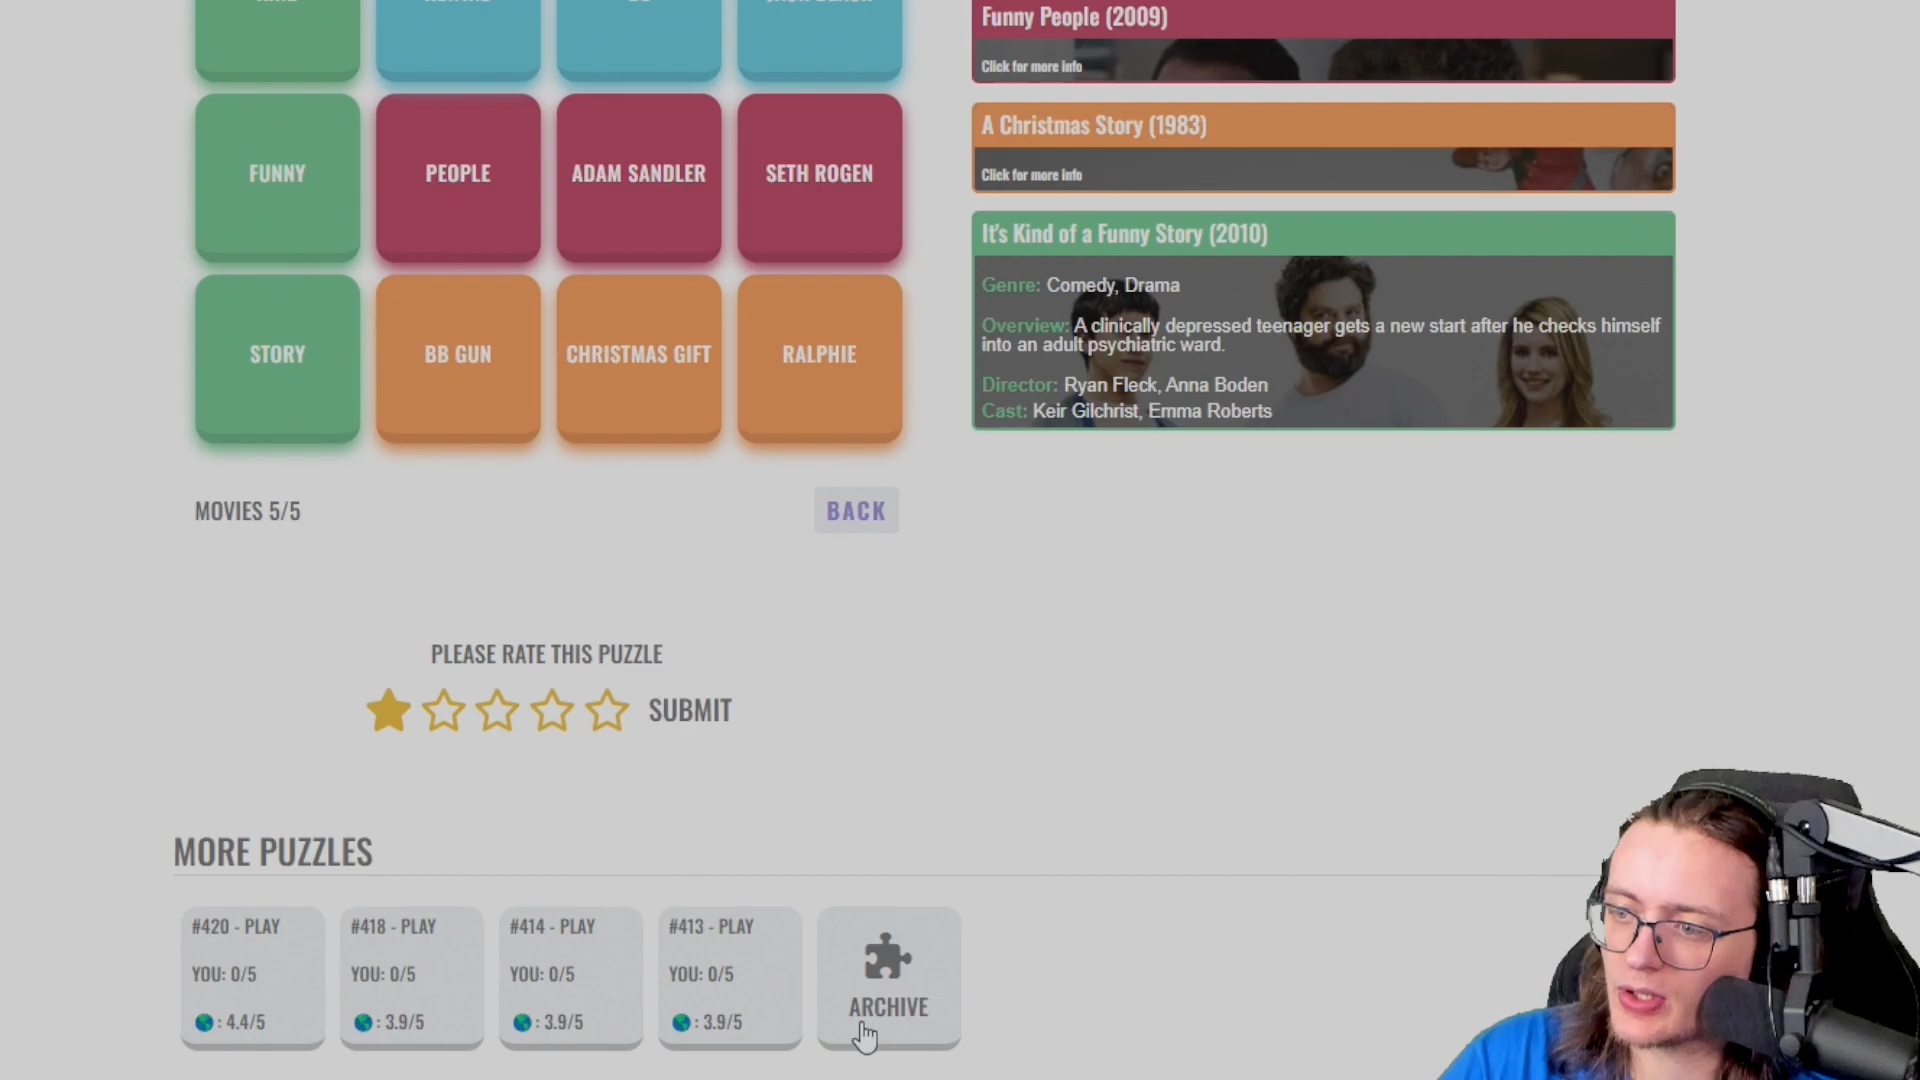 Funny People (2009)
Click for more info
FUNNY
PEOPLE
ADAM SANDLER
SETH ROGEN
A Christmas Story (1983)
Click for more info
It's Kind of a Funny Story (2010)
Genre: Comedy, Drama
Overview: A clinically depressed teenager gets a new start after he checks himself
into an adult psychiatric ward.
Director: Ryan Fleck, Anna Boden
Cast: Keir Gilchrist, Emma Roberts
STORY
BB GUN
CHRISTMAS GIFT
RALPHIE
MOVIES 5/5
BACK
PLEASE RATE THIS PUZZLE
SUBMIT
MORE PUZZLES
#420 - PLAY
YOU: 0/5
: 4.4/5
#418 - PLAY
YOU: 0/5
: 3.9/5
#414 - PLAY
YOU: 0/5
: 3.9/5
#413 - PLAY
YOU: 0/5
: 3.9/5
ARCHIVE